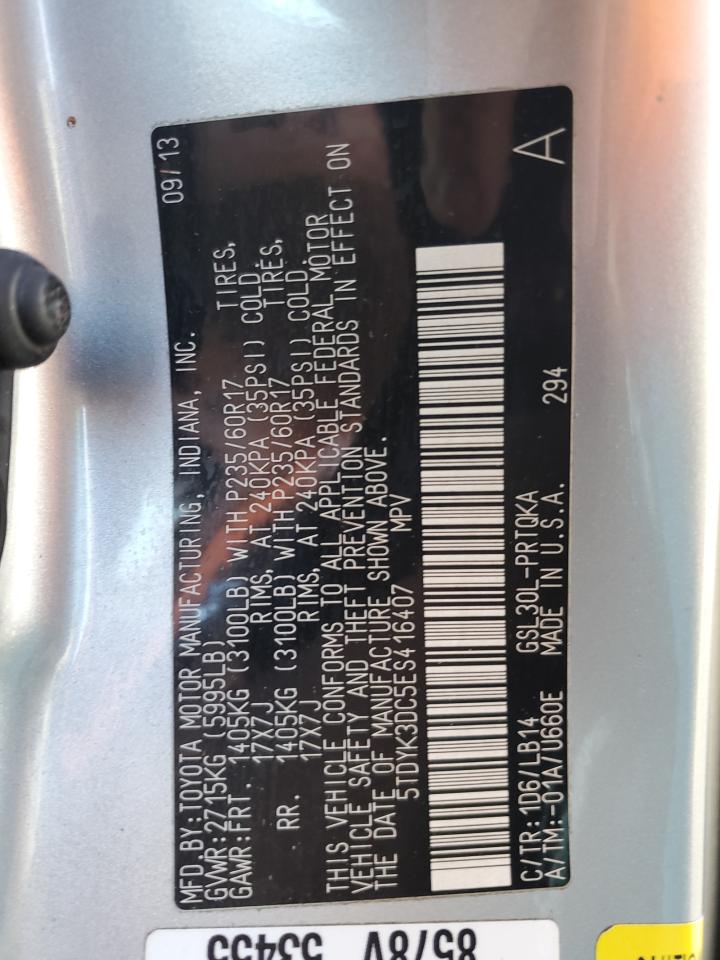 MFD.BY:TOYOTA MOTOR MANUFACTURING, INDIANA, INC. 09/13
GVWR:2715KG (5995LB)
GAWR:FRT. 1405KG (3100LB) WITH P235/60R17 TIRES,
17X7J RIMS, AT 240KPA (35PSI) COLD.
RR. 1405KG (3100LB) WITH P235/60R17 TIRES,
17X7J RIMS, AT 240KPA (35PSI) COLD.
THIS VEHICLE CONFORMS TO ALL APPLICABLE FEDERAL MOTOR
VEHICLE SAFETY AND THEFT PREVENTION STANDARDS IN EFFECT ON
THE DATE OF MANUFACTURE SHOWN ABOVE.
5TDYK3DC5ES416407 MPV
C/TR:1D6/LB14 GSL30L-PRTQKA
A/TM:-01A/U660E MADE IN U.S.A. 294 A
8578V
53455